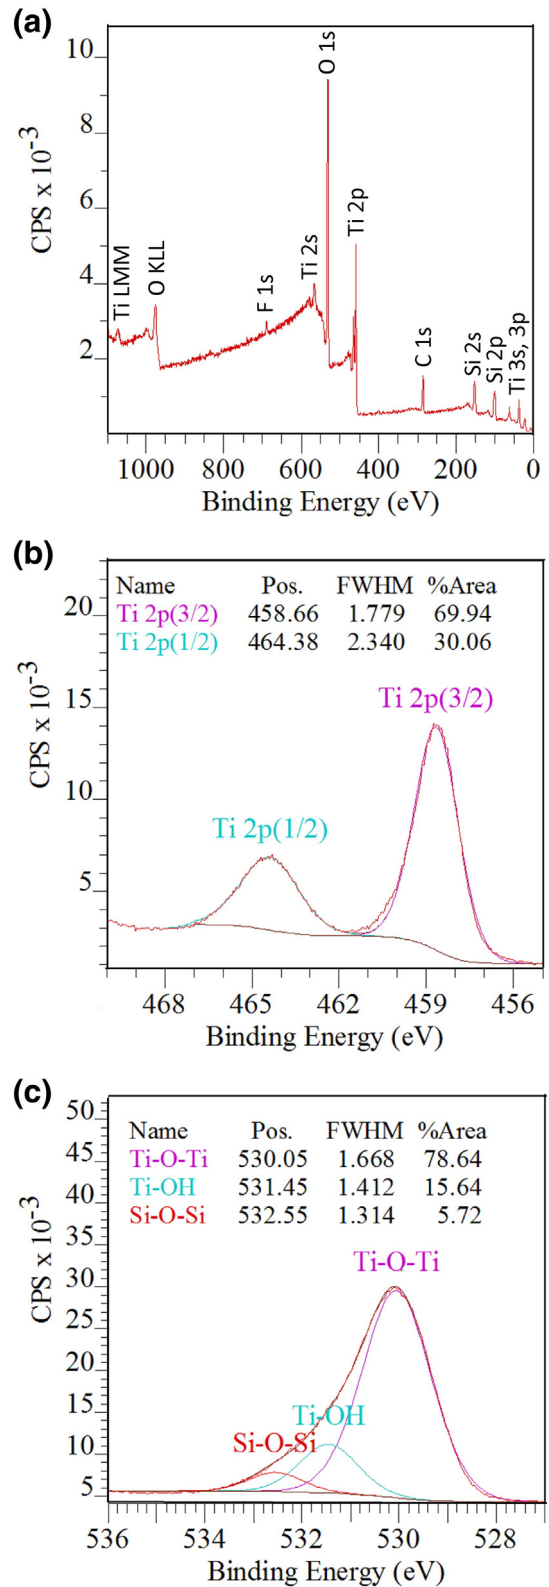 (a)
10
8
6
4
2
CPS x 10⁻³
Ti LMM
O KLL
F 1s
Ti 2s
O 1s
Ti 2p
C 1s
Si 2s
Si 2p
Ti 3s, 3p
1000 800 600 400 200 0
Binding Energy (eV)
(b)
Name Pos. FWHM %Area
Ti 2p(3/2) 458.66 1.779 69.94
Ti 2p(1/2) 464.38 2.340 30.06
20
15
10
5
CPS x 10⁻³
Ti 2p(3/2)
Ti 2p(1/2)
468 465 462 459 456
Binding Energy (eV)
(c)
Name Pos. FWHM %Area
Ti-O-Ti 530.05 1.668 78.64
Ti-OH 531.45 1.412 15.64
Si-O-Si 532.55 1.314 5.72
50
45
40
35
30
25
20
15
10
5
CPS x 10⁻³
Ti-O-Ti
Ti-OH
Si-O-Si
536 534 532 530 528
Binding Energy (eV)